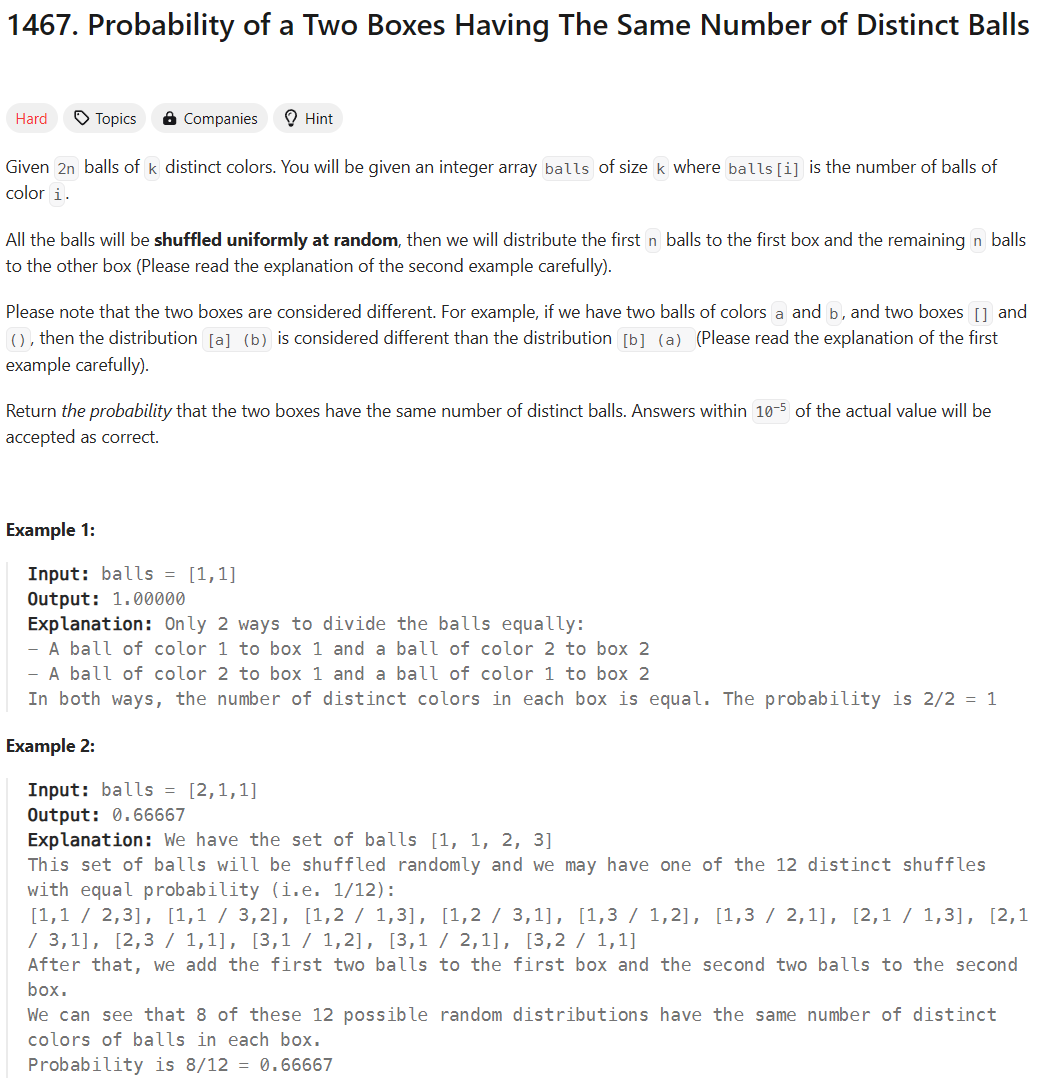 1467. Probability of a Two Boxes Having The Same Number of Distinct Balls
Hard Topics Companies Hint
Given 2n balls of k distinct colors. You will be given an integer array balls of size k where balls[i] is the number of balls of
color i.
All the balls will be shuffled uniformly at random, then we will distribute the first n balls to the first box and the remaining n balls
to the other box (Please read the explanation of the second example carefully).
Please note that the two boxes are considered different. For example, if we have two balls of colors a and b, and two boxes [] and
(), then the distribution [a] (b) is considered different than the distribution [b] (a) (Please read the explanation of the first
example carefully).
Return the probability that the two boxes have the same number of distinct balls. Answers within 10⁻⁵ of the actual value will be
accepted as correct.
Example 1:
Input: balls = [1,1]
Output: 1.00000
Explanation: Only 2 ways to divide the balls equally:
- A ball of color 1 to box 1 and a ball of color 2 to box 2
- A ball of color 2 to box 1 and a ball of color 1 to box 2
In both ways, the number of distinct colors in each box is equal. The probability is 2/2 = 1
Example 2:
Input: balls = [2,1,1]
Output: 0.66667
Explanation: We have the set of balls [1, 1, 2, 3]
This set of balls will be shuffled randomly and we may have one of the 12 distinct shuffles
with equal probability (i.e. 1/12):
[1,1 / 2,3], [1,1 / 3,2], [1,2 / 1,3], [1,2 / 3,1], [1,3 / 1,2], [1,3 / 2,1], [2,1 / 1,3], [2,1
/ 3,1], [2,3 / 1,1], [3,1 / 1,2], [3,1 / 2,1], [3,2 / 1,1]
After that, we add the first two balls to the first box and the second two balls to the second
box.
We can see that 8 of these 12 possible random distributions have the same number of distinct
colors of balls in each box.
Probability is 8/12 = 0.66667